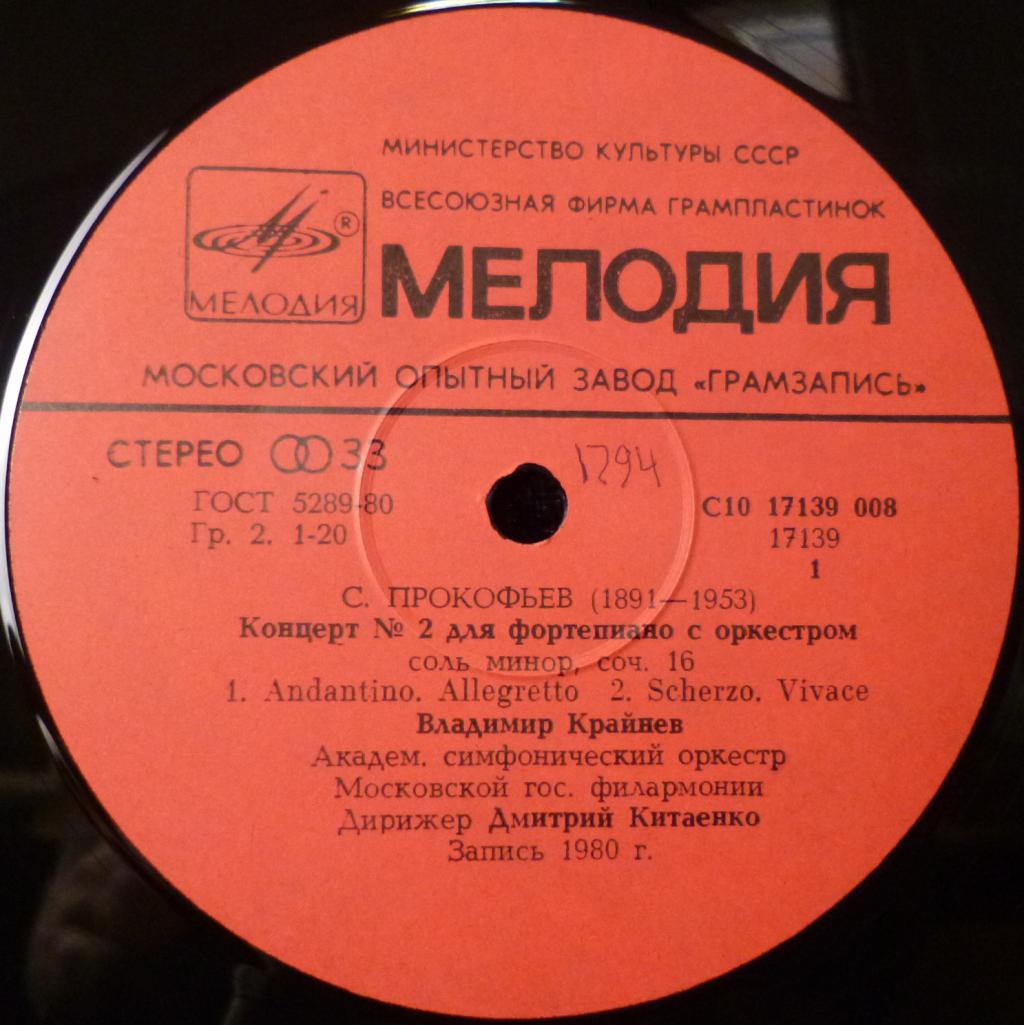 МИНИСТЕРСТВО КУЛЬТУРЫ СССР
ВСЕСОЮЗНАЯ ФИРМА ГРАМПЛАСТИНОК
®
МЕЛОДИЯ
МЕЛОДИЯ
МОСКОВСКИЙ ОПЫТНЫЙ ЗАВОД «ГРАМЗАПИСЬ»
СТЕРЕО 33
1294
ГОСТ 5289-80
Гр. 2. 1-20
С10 17139 008
17139
1
С. ПРОКОФЬЕВ (1891—1953)
Концерт № 2 для фортепиано с оркестром
соль минор, соч. 16
1. Andantino. Allegretto 2. Scherzo. Vivace
Владимир Крайнев
Академ. симфонический оркестр
Московской гос. филармонии
Дирижер Дмитрий Китаенко
Запись 1980 г.